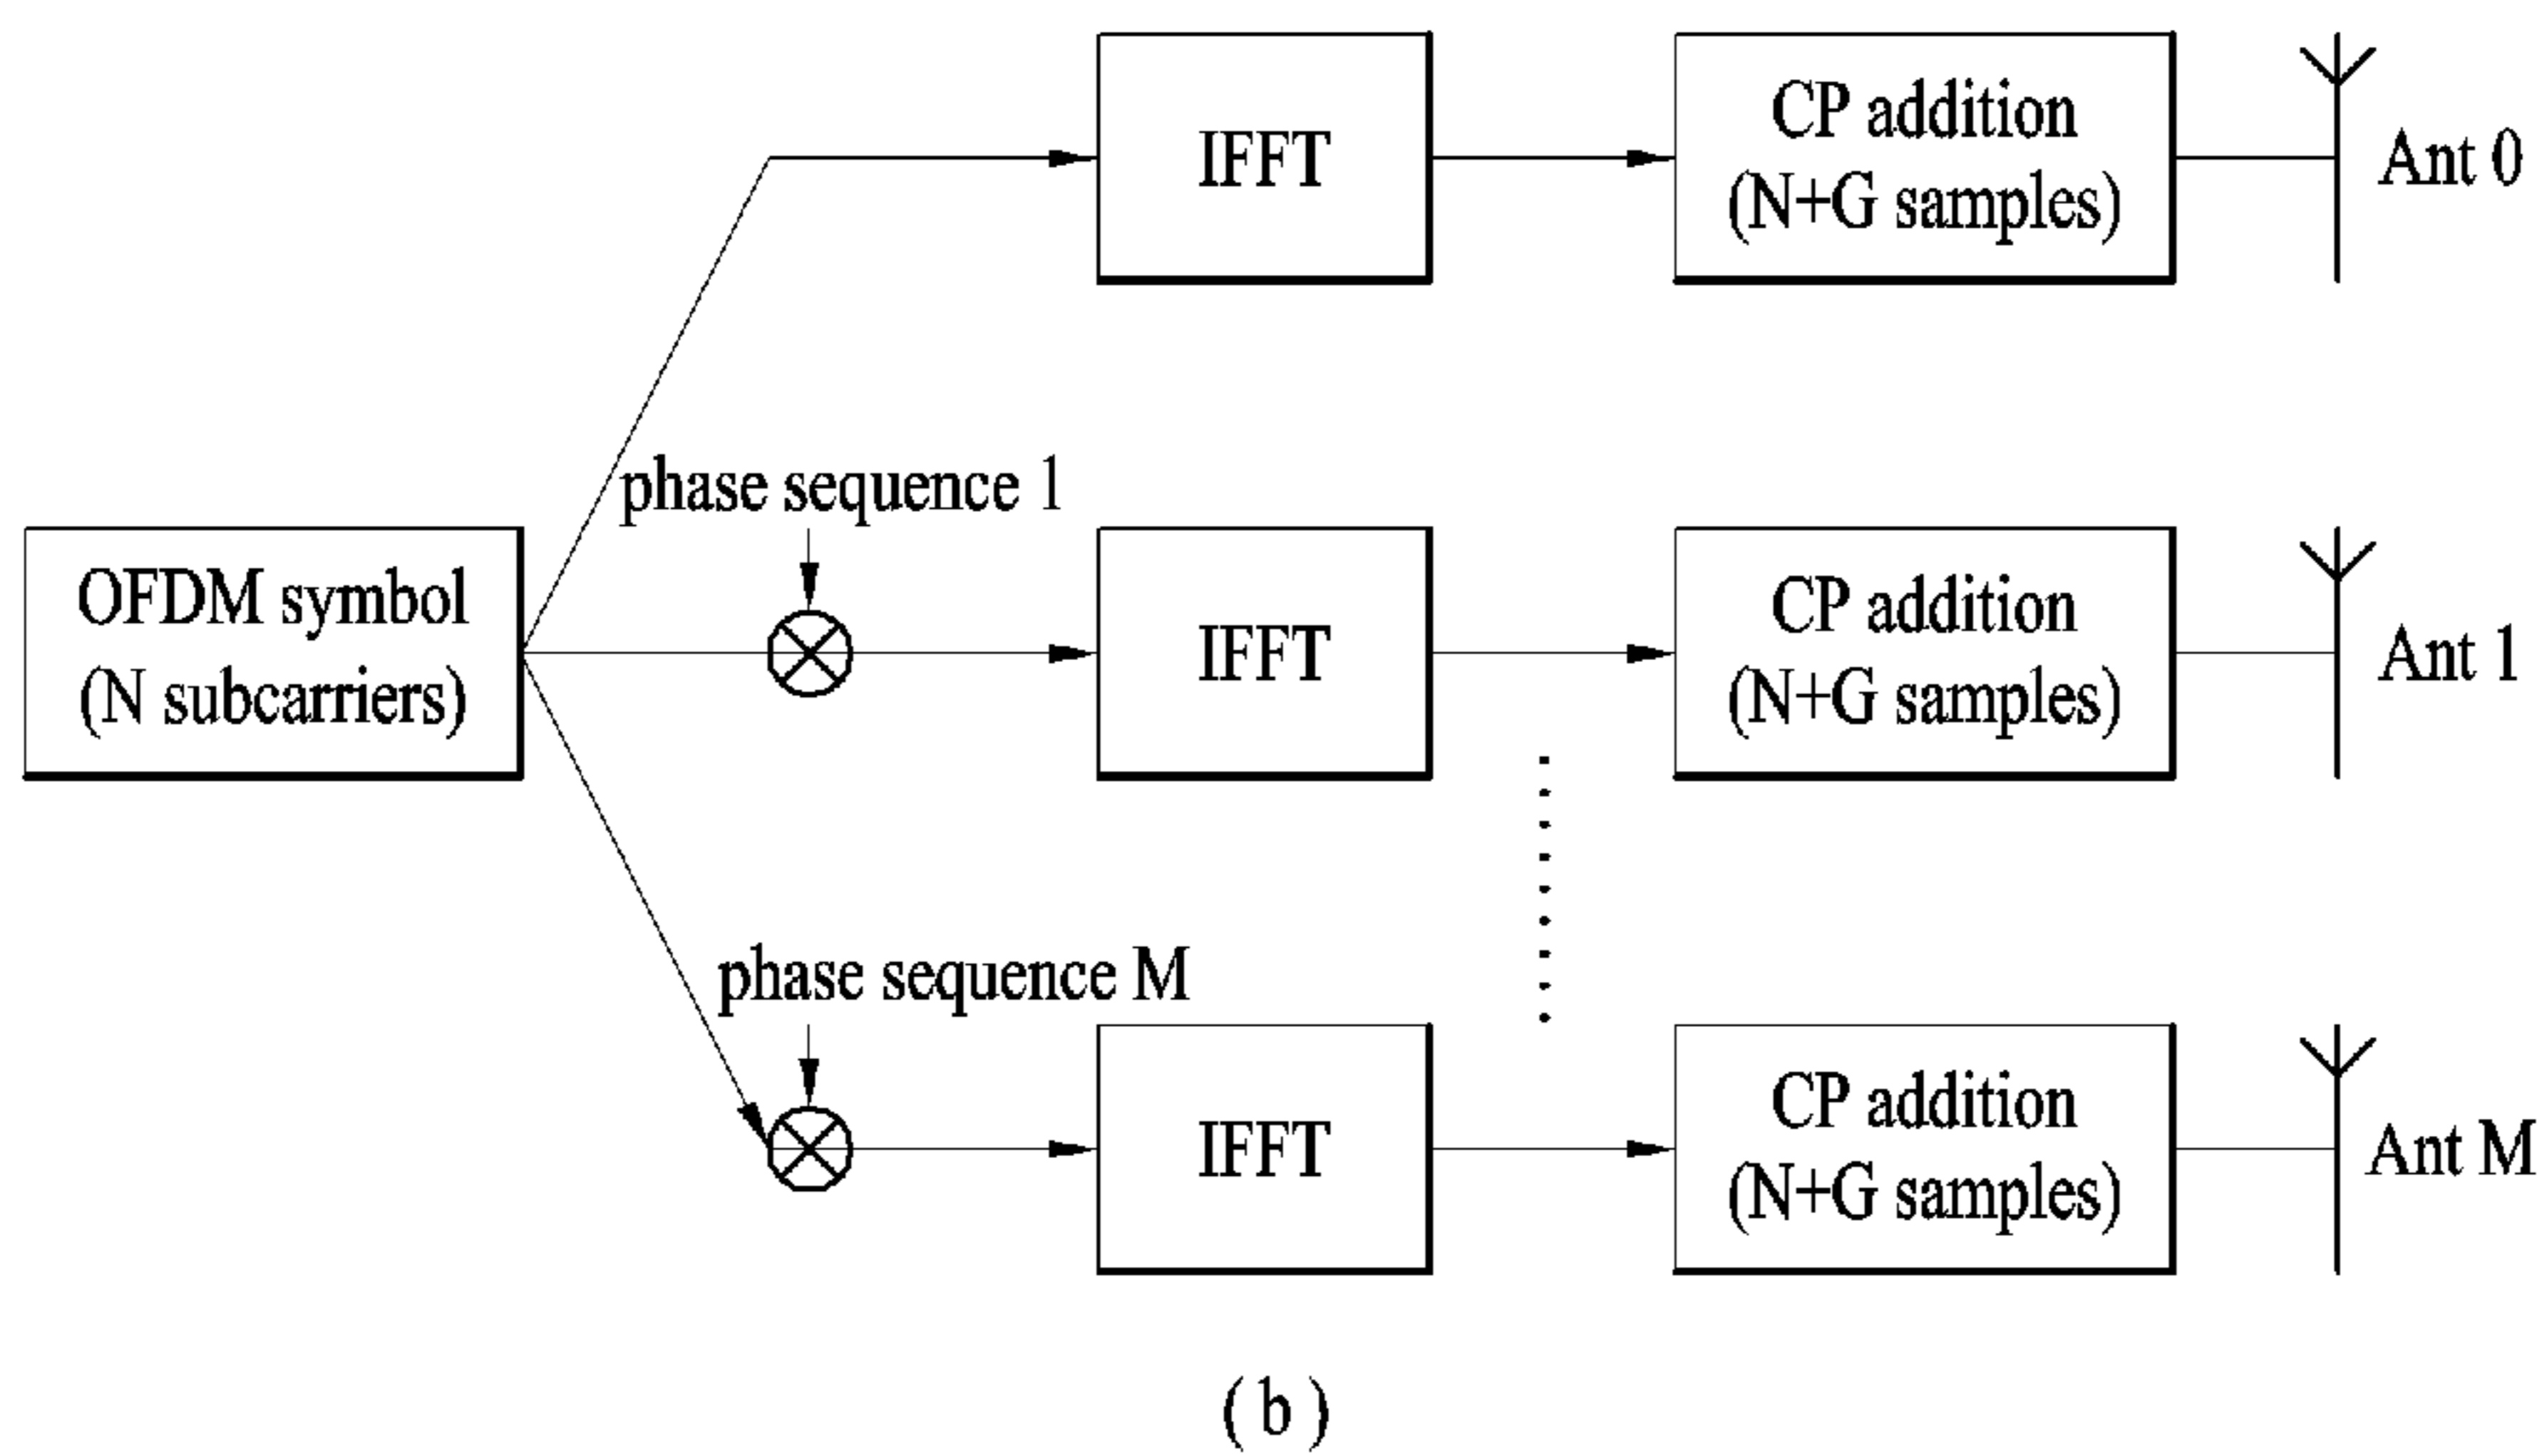 IFFT
CP addition
(N+G samples)
Ant 0
phase sequence 1
OFDM symbol
(N subcarriers)
IFFT
CP addition
(N+G samples)
Ant 1
phase sequence M
IFFT
CP addition
(N+G samples)
Ant M
( b )